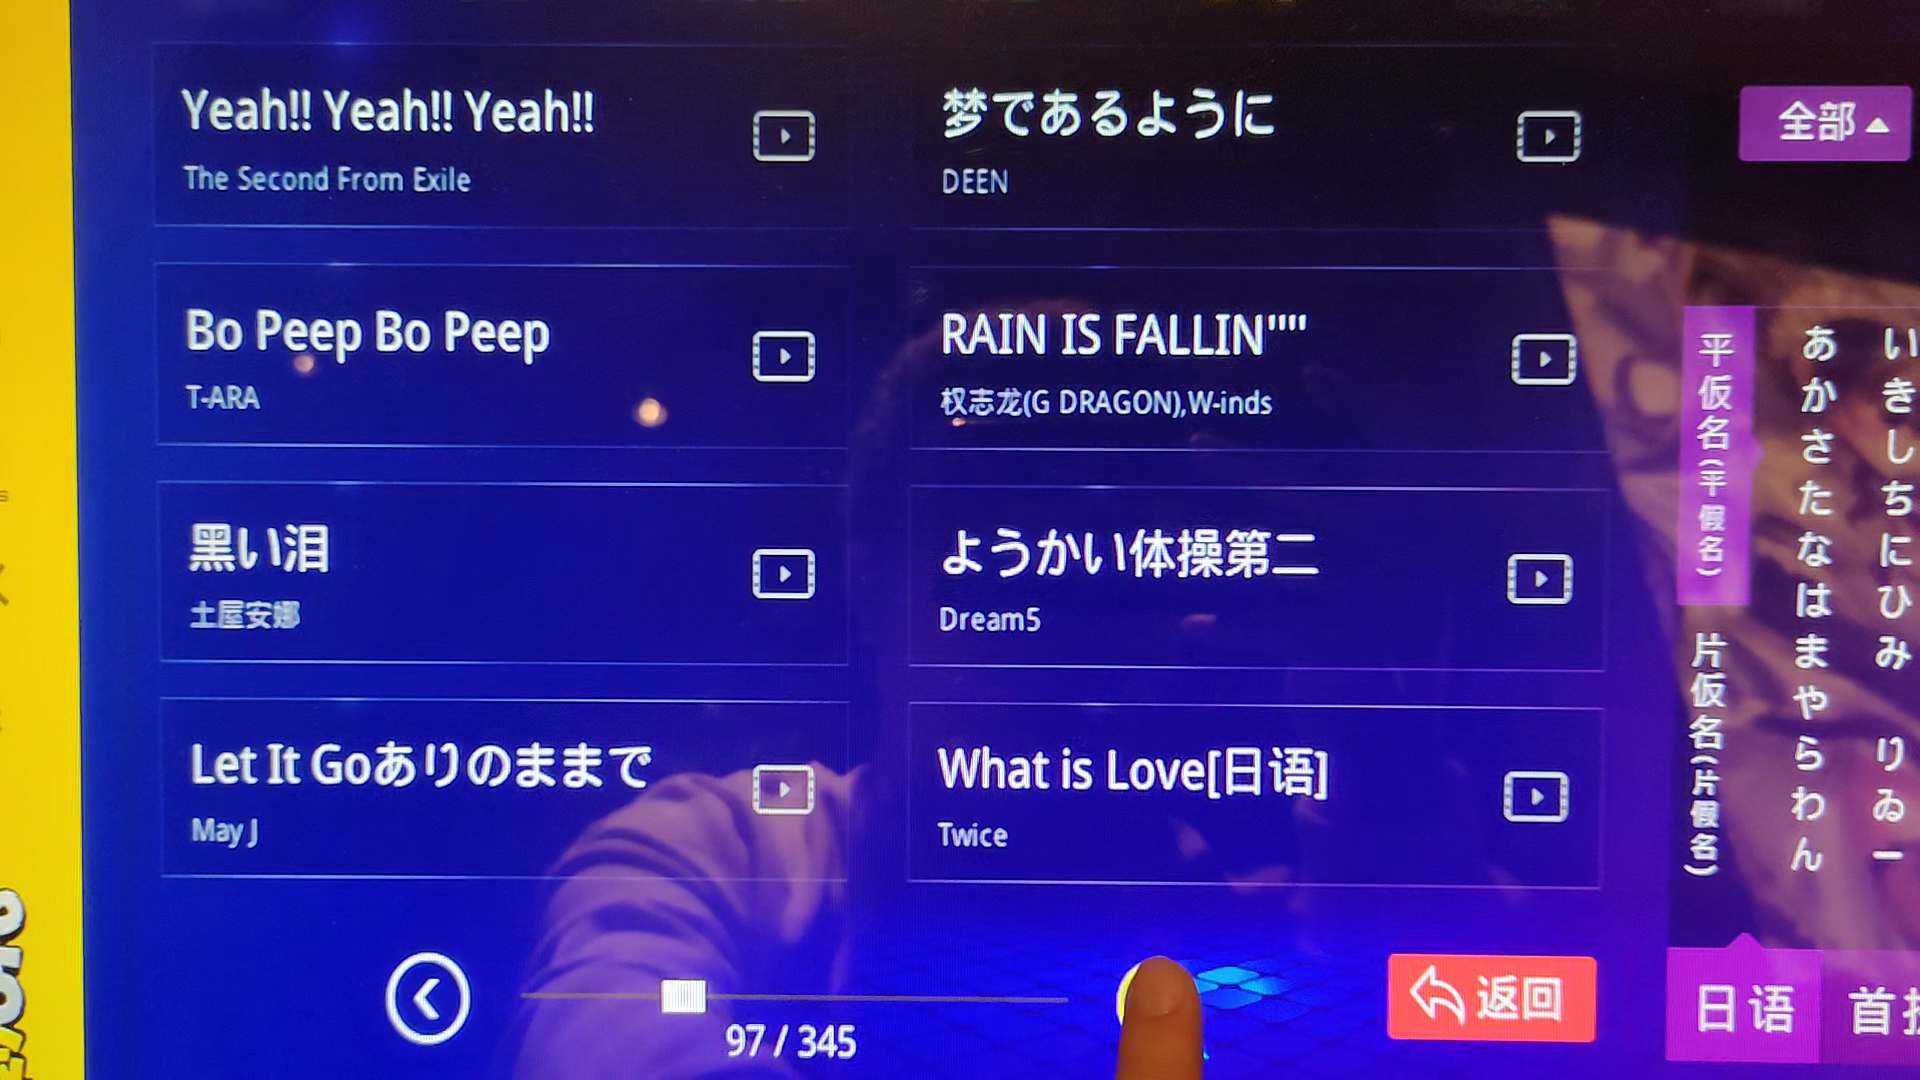 Yeah!! Yeah!! Yeah!!
The Second From Exile
梦であるように
DEEN
全部
Bo Peep Bo Peep
T-ARA
RAIN IS FALLIN""
权志龙(G DRAGON),W-inds
黑い泪
土屋安娜
ようかい体操第二
Dream5
Let It Goありのままで
May J
What is Love[日语]
Twice
平仮名(平假名)
片仮名(片假名)
あかさたなはまやらわん
いきしちにひみ りゐー
97 / 345
返回
日语
首